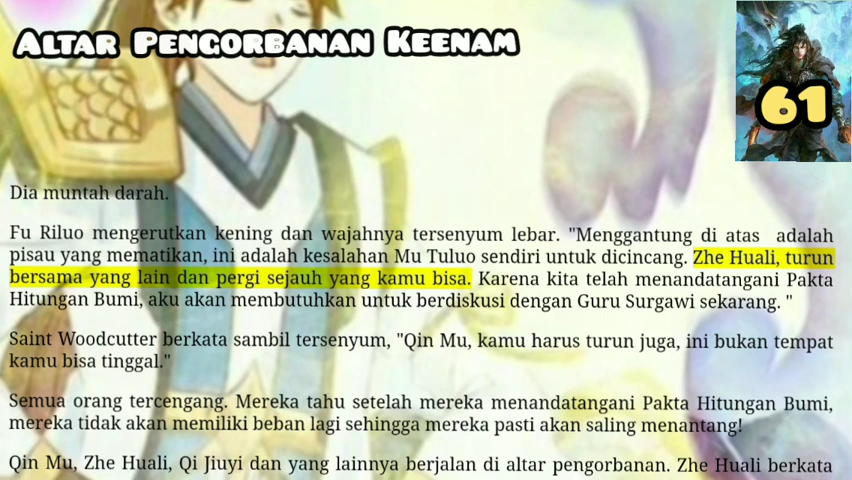 Altar Pengorbanan Keenam
61
Dia muntah darah.
Fu Riluo mengerutkan kening dan wajahnya tersenyum lebar. "Menggantung di atas adalah
pisau yang mematikan, ini adalah kesalahan Mu Tuluo sendiri untuk dicincang. Zhe Huali, turun
bersama yang lain dan pergi sejauh yang kamu bisa. Karena kita telah menandatangani Pakta
Hitungan Bumi, aku akan membutuhkan untuk berdiskusi dengan Guru Surgawi sekarang. "
Saint Woodcutter berkata sambil tersenyum, "Qin Mu, kamu harus turun juga, ini bukan tempat
kamu bisa tinggal."
Semua orang tercengang. Mereka tahu setelah mereka menandatangani Pakta Hitungan Bumi,
mereka tidak akan memiliki beban lagi sehingga mereka pasti akan saling menantang!
Qin Mu, Zhe Huali, Qi Jiuyi dan yang lainnya berjalan di altar pengorbanan. Zhe Huali berkata